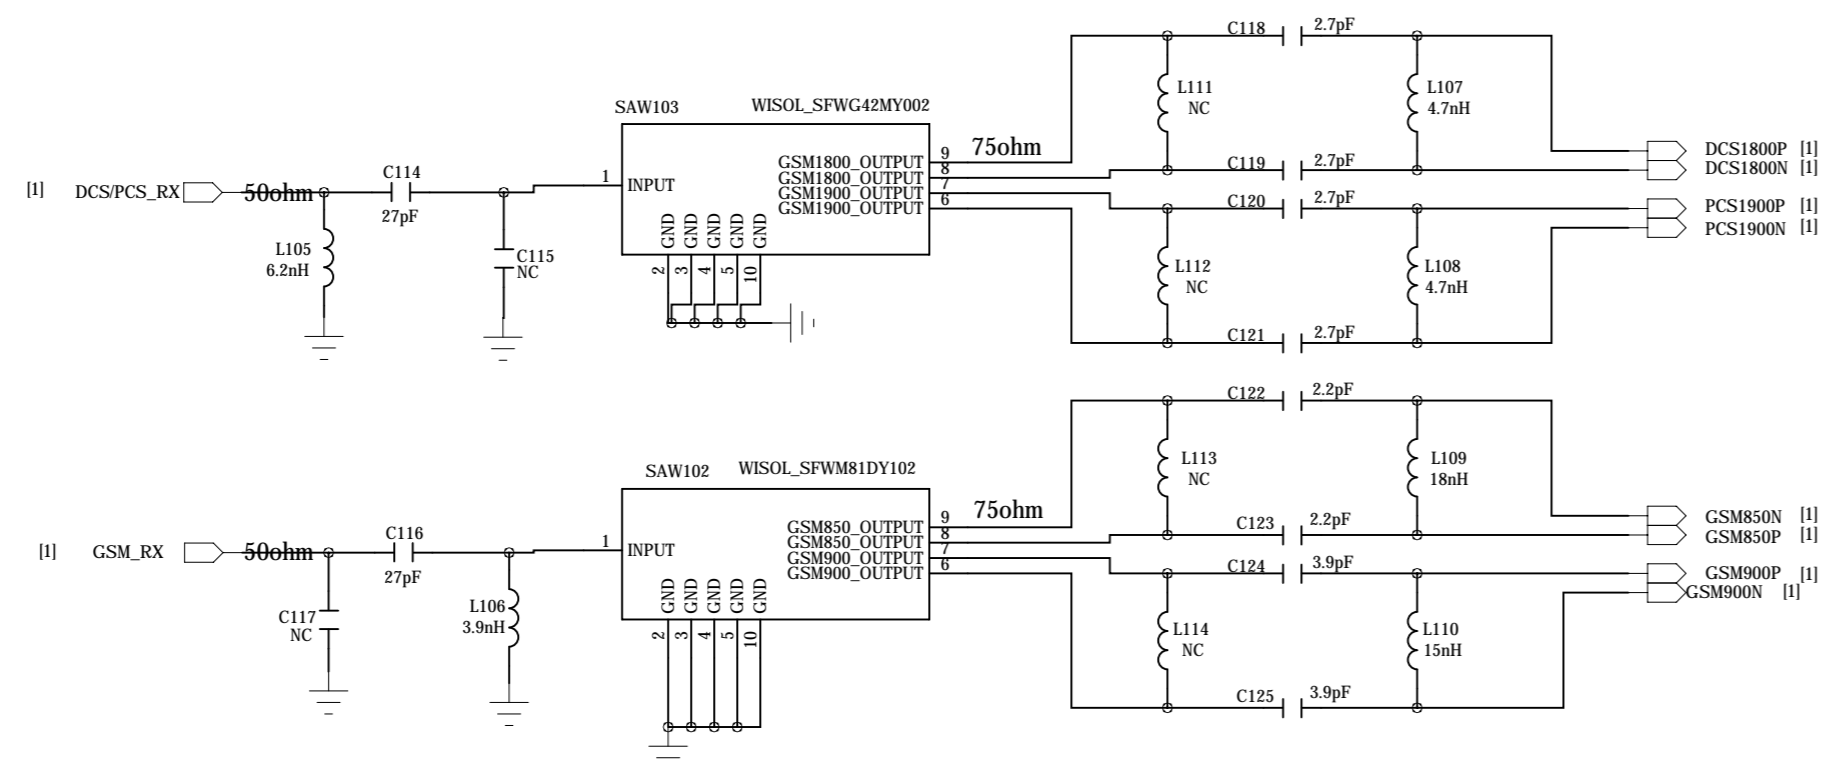 C118 2.7pF
L111
NC
L107
4.7nH
SAW103 WISOL_SFWG42MY002
9 75ohm
GSM1800_OUTPUT
8
GSM1800_OUTPUT
7
GSM1900_OUTPUT
6
GSM1900_OUTPUT
1 INPUT
GND GND GND GND GND
2 3 4 5 10
C119 2.7pF
DCS1800P [1]
DCS1800N [1]
[1] DCS/PCS_RX 50ohm
C114
27pF
L105
6.2nH
C115
NC
C120 2.7pF
PCS1900P [1]
PCS1900N [1]
L112
NC
L108
4.7nH
C121 2.7pF
C122 2.2pF
L113
NC
L109
18nH
SAW102 WISOL_SFWM81DY102
9 75ohm
GSM850_OUTPUT
8
GSM850_OUTPUT
7
GSM900_OUTPUT
6
GSM900_OUTPUT
1 INPUT
GND GND GND GND GND
2 3 4 5 10
C123 2.2pF
GSM850N [1]
GSM850P [1]
[1] GSM_RX 50ohm
C116
27pF
C117
NC
L106
3.9nH
C124 3.9pF
GSM900P [1]
GSM900N [1]
L114
NC
L110
15nH
C125 3.9pF